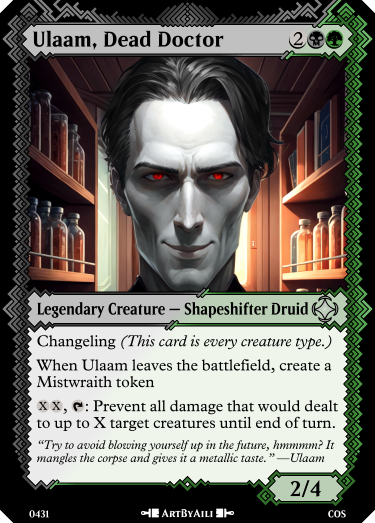 Ulaam, Dead Doctor 2
Legendary Creature — Shapeshifter Druid
Changeling (This card is every creature type.)
When Ulaam leaves the battlefield, create a
Mistwraith token
X X, : Prevent all damage that would dealt
to up to X target creatures until end of turn.
“Try to avoid blowing yourself up in the future, hmmmm? It
mangles the corpse and gives it a metallic taste.” —Ulaam
2/4
0431 ArtByAili COS